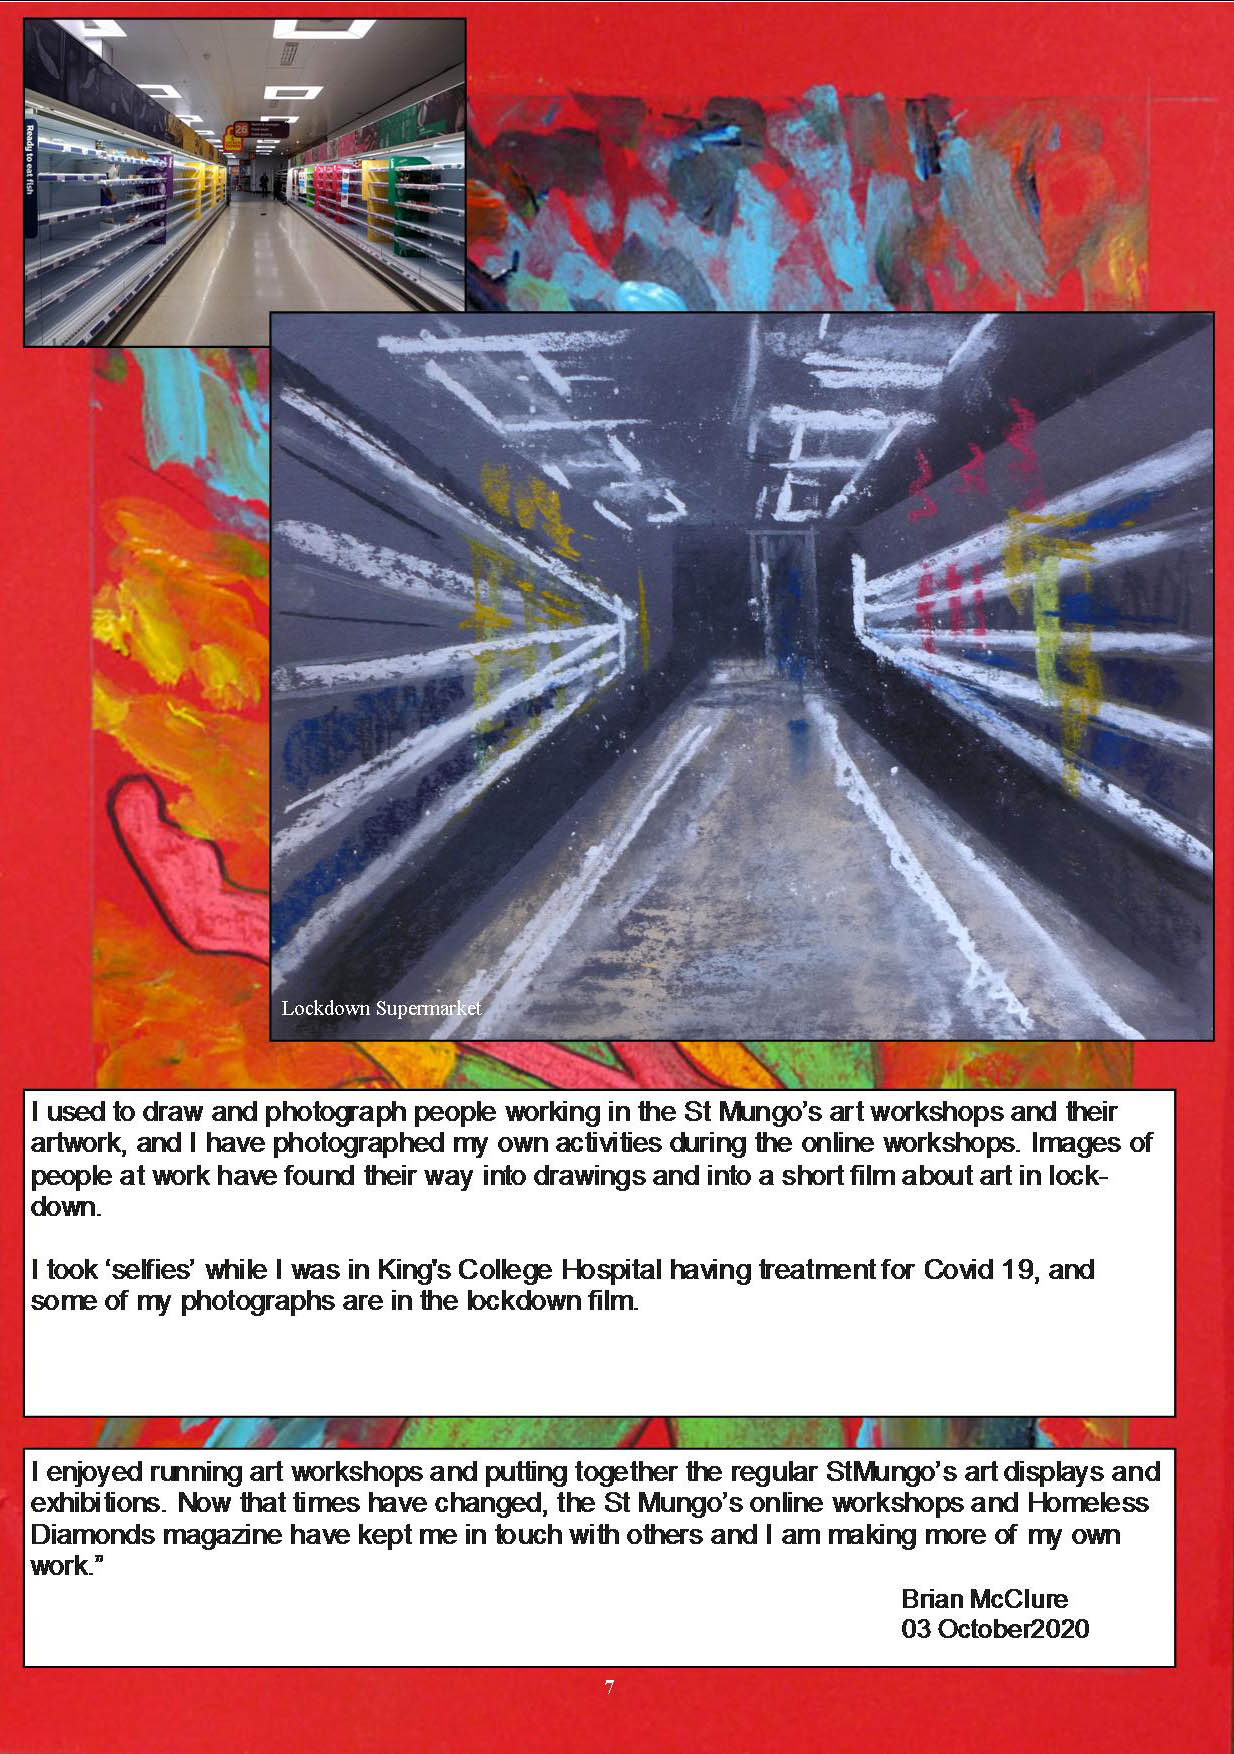 Ready to eat fish
26
Lockdown Supermarket
I used to draw and photograph people working in the St Mungo’s art workshops and their
artwork, and I have photographed my own activities during the online workshops. Images of
people at work have found their way into drawings and into a short film about art in lock-
down.
I took ‘selfies’ while I was in King's College Hospital having treatment for Covid 19, and
some of my photographs are in the lockdown film.
I enjoyed running art workshops and putting together the regular StMungo’s art displays and
exhibitions. Now that times have changed, the St Mungo’s online workshops and Homeless
Diamonds magazine have kept me in touch with others and I am making more of my own
work.”
Brian McClure
03 October2020
7